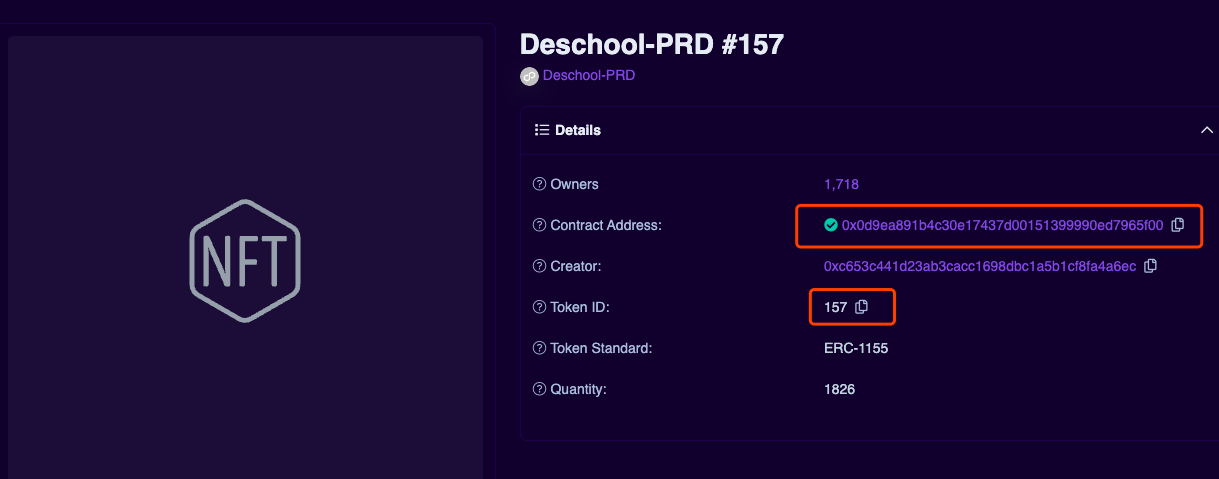 Deschool-PRD #157
Deschool-PRD
Details
Owners 1,718
Contract Address: 0x0d9ea891b4c30e17437d00151399990ed7965f00
Creator: 0xc653c441d23ab3cacc1698dbc1a5b1cf8fa4a6ec
Token ID: 157
Token Standard: ERC-1155
Quantity: 1826
NFT